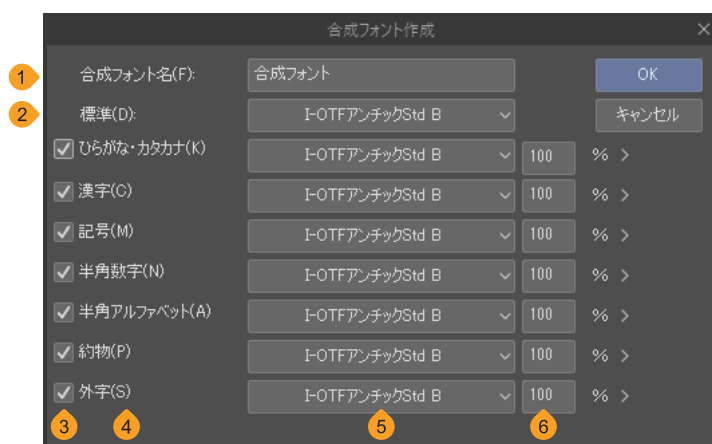 合成フォント作成 ×
1 合成フォント名(F): 合成フォント OK
2 標準(D): I-OTFアンチックStd B キャンセル
ひらがな・カタカナ(K) I-OTFアンチックStd B 100 % >
漢字(C) I-OTFアンチックStd B 100 % >
記号(M) I-OTFアンチックStd B 100 % >
半角数字(N) I-OTFアンチックStd B 100 % >
半角アルファベット(A) I-OTFアンチックStd B 100 % >
約物(P) I-OTFアンチックStd B 100 % >
外字(S) I-OTFアンチックStd B 100 % >
3 4 5 6